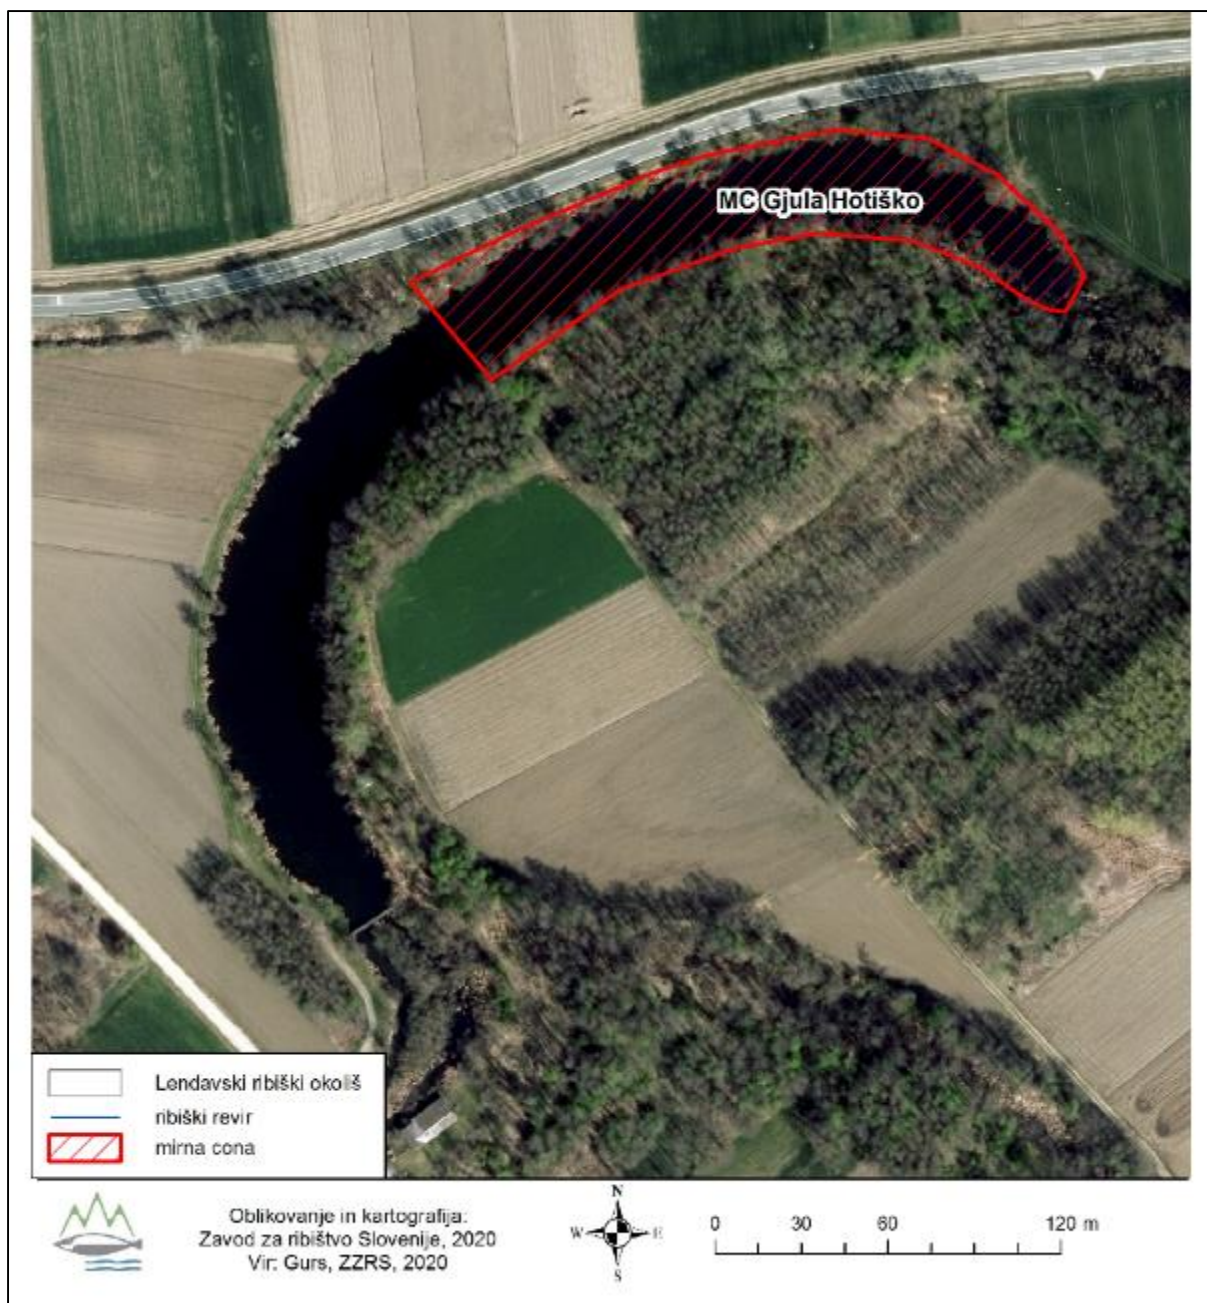 MC Gjula Hotiško
Lendavski ribiški okoliš
ribiški revir
mirna cona
Oblikovanje in kartografija:
Zavod za ribištvo Slovenije, 2020
Vir: Gurs, ZZRS, 2020
N
W E
S
0 30 60 120 m